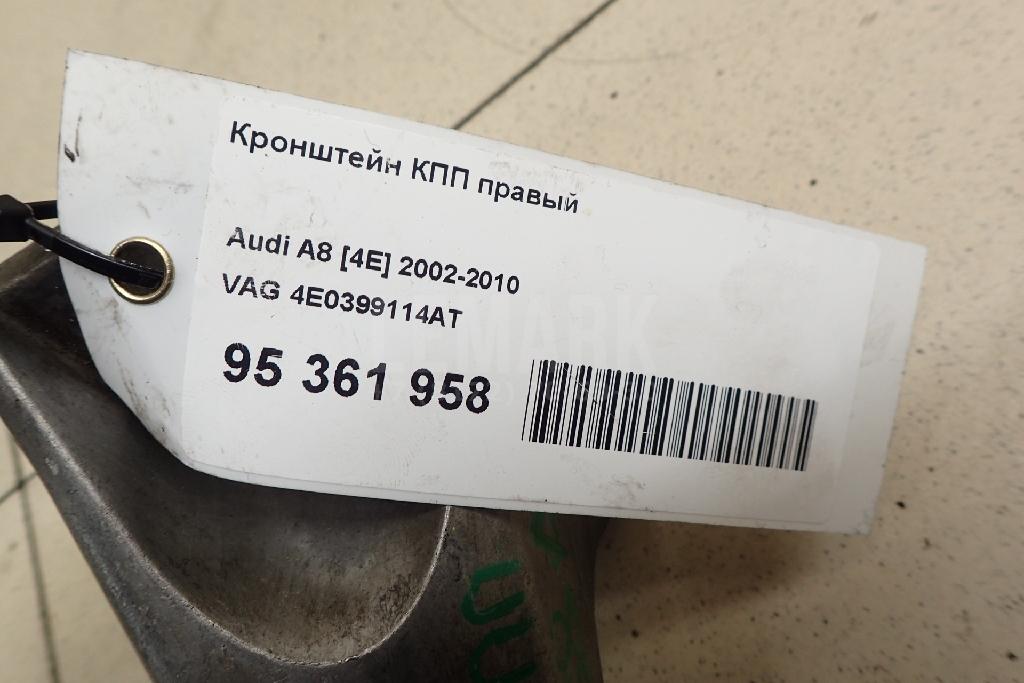 Кронштейн КПП правый
Audi A8 [4E] 2002-2010
VAG 4E0399114AT
95 361 958